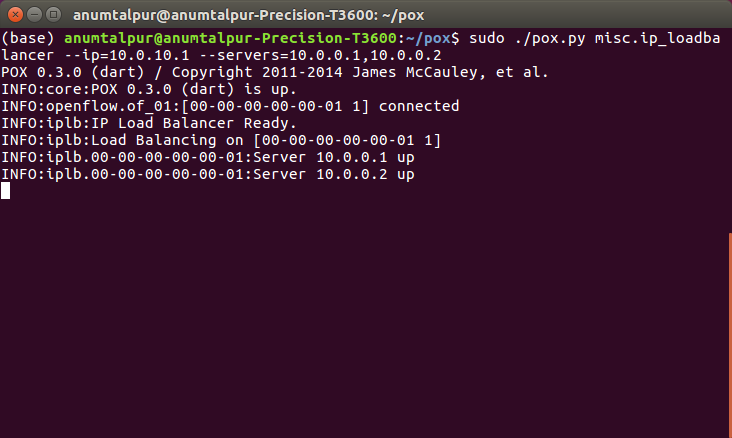 anumtalpur@anumtalpur-Precision-T3600: ~/pox
(base) anumtalpur@anumtalpur-Precision-T3600:~/pox$ sudo ./pox.py misc.ip_loadba
lancer --ip=10.0.10.1 --servers=10.0.0.1,10.0.0.2
POX 0.3.0 (dart) / Copyright 2011-2014 James McCauley, et al.
INFO:core:POX 0.3.0 (dart) is up.
INFO:openflow.of_01:[00-00-00-00-00-01 1] connected
INFO:iplb:IP Load Balancer Ready.
INFO:iplb:Load Balancing on [00-00-00-00-00-01 1]
INFO:iplb.00-00-00-00-00-01:Server 10.0.0.1 up
INFO:iplb.00-00-00-00-00-01:Server 10.0.0.2 up